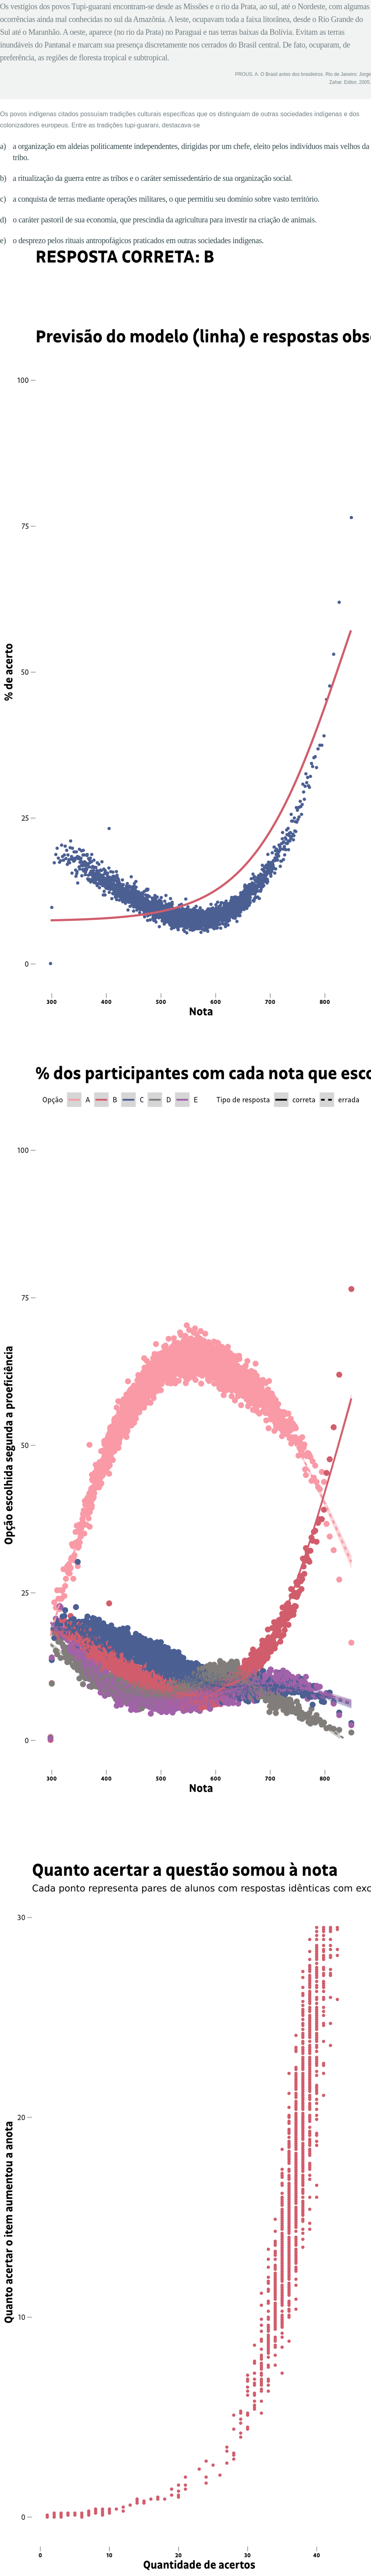 Os vestígios dos povos Tupi-guarani encontram-se desde as Missões e o rio da Prata, ao sul, até o Nordeste, com algumas
ocorrências ainda mal conhecidas no sul da Amazônia. A leste, ocupavam toda a faixa litorânea, desde o Rio Grande do
Sul até o Maranhão. A oeste, aparece (no rio da Prata) no Paraguai e nas terras baixas da Bolívia. Evitam as terras
inundáveis do Pantanal e marcam sua presença discretamente nos cerrados do Brasil central. De fato, ocuparam, de
preferência, as regiões de floresta tropical e subtropical.
PROUS. A. O Brasil antes dos brasileiros. Rio de Janeiro: Jorge
Zahar. Editor, 2005.
Os povos indígenas citados possuíam tradições culturais específicas que os distinguiam de outras sociedades indígenas e dos
colonizadores europeus. Entre as tradições tupi-guarani, destacava-se
a) a organização em aldeias politicamente independentes, dirigidas por um chefe, eleito pelos indivíduos mais velhos da
tribo.
b) a ritualização da guerra entre as tribos e o caráter semissedentário de sua organização social.
c) a conquista de terras mediante operações militares, o que permitiu seu domínio sobre vasto território.
d) o caráter pastoril de sua economia, que prescindia da agricultura para investir na criação de animais.
e) o desprezo pelos rituais antropofágicos praticados em outras sociedades indígenas.
RESPOSTA CORRETA: B
Previsão do modelo (linha) e respostas obs
100
75
50
25
0
% de acerto
300 400 500 600 700 800
Nota
% dos participantes com cada nota que esco
Opção A B C D E Tipo de resposta correta errada
100
75
50
25
0
Opção escolhida segunda a proeficiência
300 400 500 600 700 800
Nota
Quanto acertar a questão somou à nota
Cada ponto representa pares de alunos com respostas idênticas com exc
30
20
10
0
Quanto acertar o item aumentou a anota
0 10 20 30 40
Quantidade de acertos